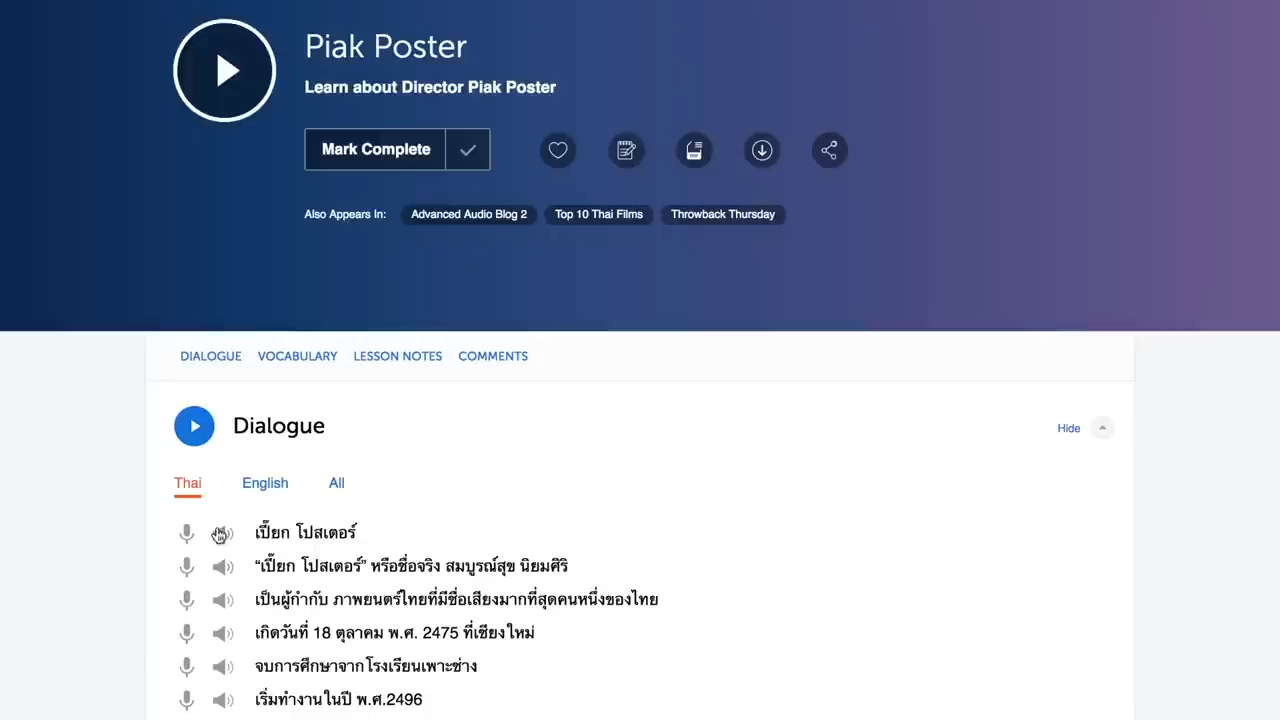 Piak Poster
Learn about Director Piak Poster
Mark Complete
Also Appears In: Advanced Audio Blog 2 Top 10 Thai Films Throwback Thursday
DIALOGUE VOCABULARY LESSON NOTES COMMENTS
Dialogue
Hide
Thai English All
เปี๊ยก โปสเตอร์
“เปี๊ยก โปสเตอร์” หรือชื่อจริง สมบูรณ์สุข นิยมศิริ
เป็นผู้กำกับ ภาพยนตร์ไทยที่มีชื่อเสียงมากที่สุดคนหนึ่งของไทย
เกิดวันที่ 18 ตุลาคม พ.ศ. 2475 ที่เชียงใหม่
จบการศึกษาจากโรงเรียนเพาะช่าง
เริ่มทำงานในปี พ.ศ.2496